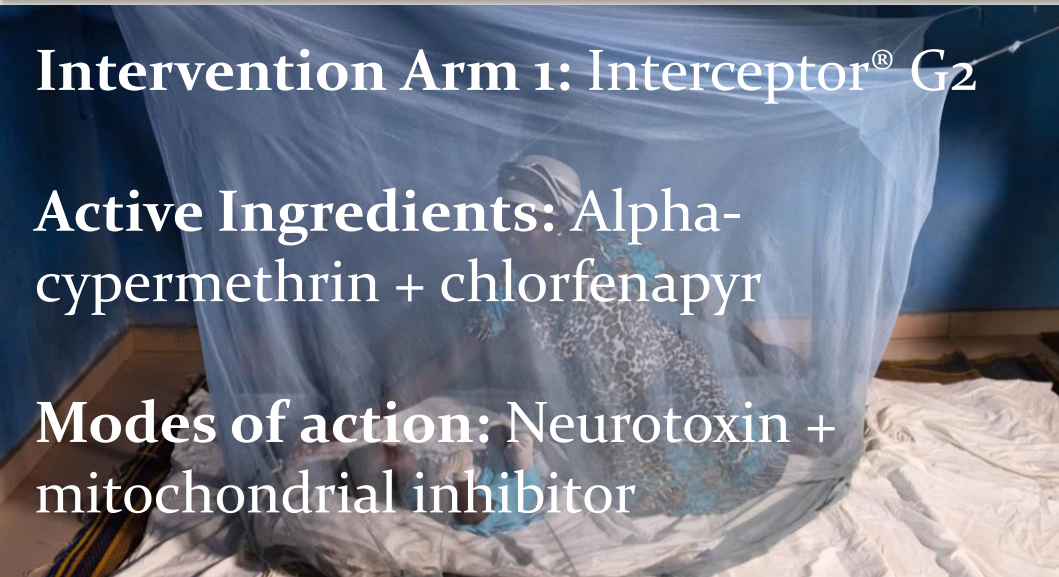 Intervention Arm 1: Interceptor® G2
Active Ingredients: Alpha-
cypermethrin + chlorfenapyr
Modes of action: Neurotoxin +
mitochondrial inhibitor